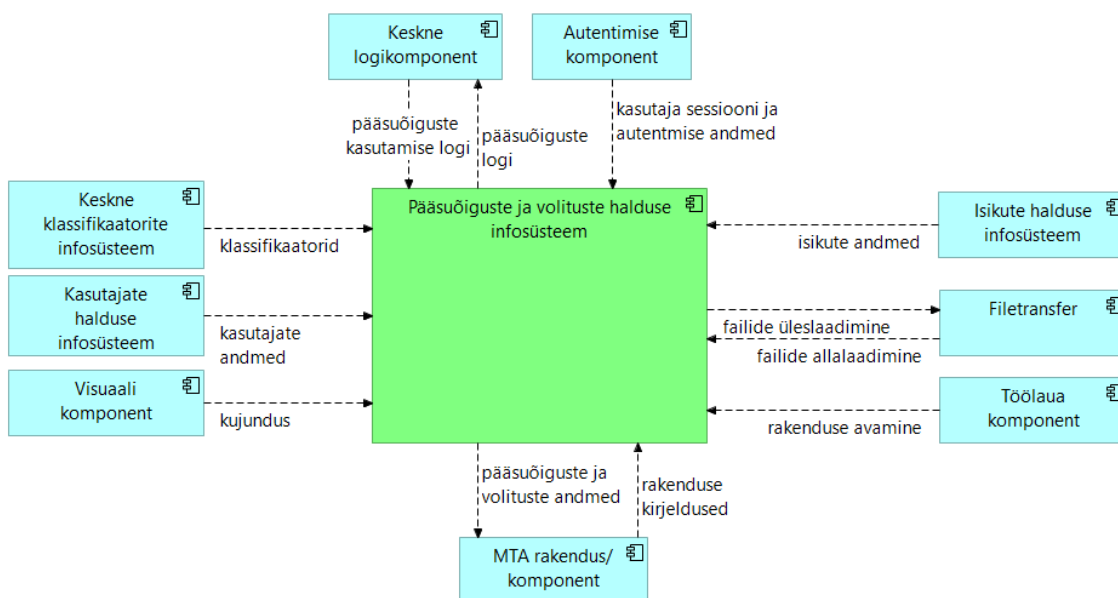 Keskne
logikomponent
Autentimise
komponent
pääsuõiguste
kasutamise logi
pääsuõiguste
logi
kasutaja sessiooni ja
autentmise andmed
Keskne
klassifikaatorite
infosüsteem
klassifikaatorid
Pääsuõiguste ja volituste halduse
infosüsteem
Isikute halduse
infosüsteem
isikute andmed
Kasutajate
halduse
infosüsteem
kasutajate
andmed
Filetransfer
failide üleslaadimine
failide allalaadimine
Visuaali
komponent
kujundus
Töölaua
komponent
rakenduse avamine
pääsuõiguste ja
volituste andmed
rakenduse
kirjeldused
MTA rakendus/
komponent